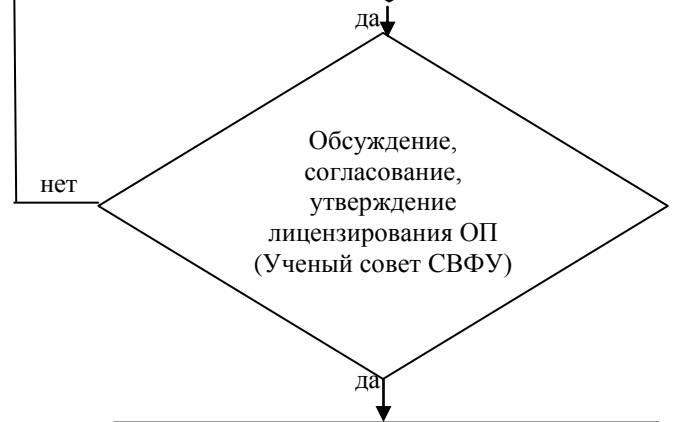 да
Обсуждение,
согласование,
нет
утверждение
лицензирования ОП
(Ученый совет СВФУ)
да